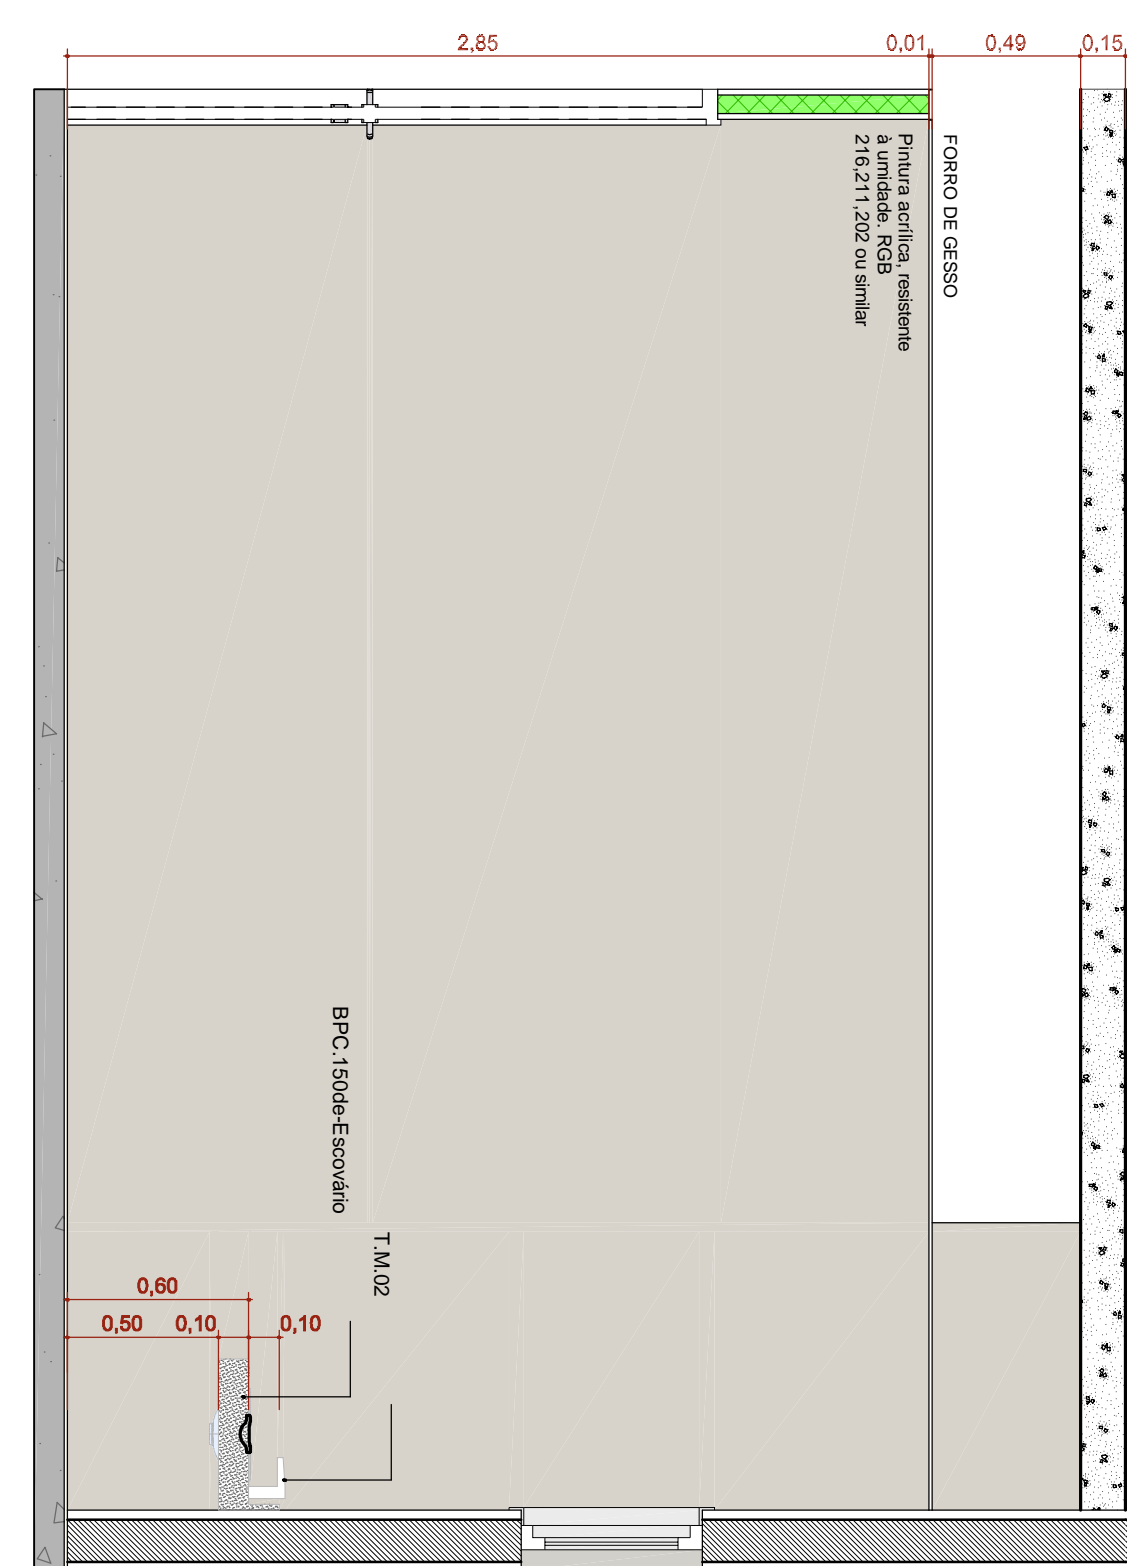 2,85
0,01
0,49
0,15
FORRO DE GESSO
Pintura acrílica, resistente
à umidade. RGB
216,211,202 ou similar
BPC.150de-Escovário
T.M.02
0,60
0,50
0,10
0,10